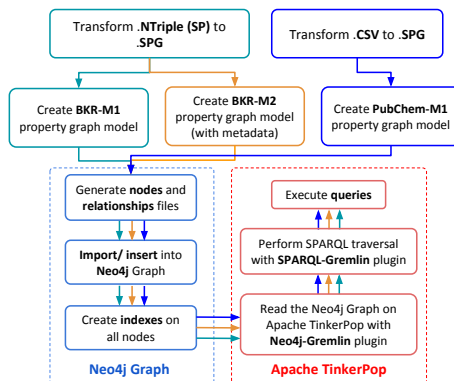 Transform .NTriple (SP) to
.SPG
Transform .CSV to .SPG
Create BKR-M1
property graph model
Create BKR-M2
property graph model
(with metadata)
Create PubChem-M1
property graph model
Generate nodes and
relationships files
Import/ insert into
Neo4j Graph
Create indexes on
all nodes
Neo4j Graph
Execute queries
Perform SPARQL traversal
with SPARQL-Gremlin plugin
Read the Neo4j Graph on
Apache TinkerPop with
Neo4j-Gremlin plugin
Apache TinkerPop